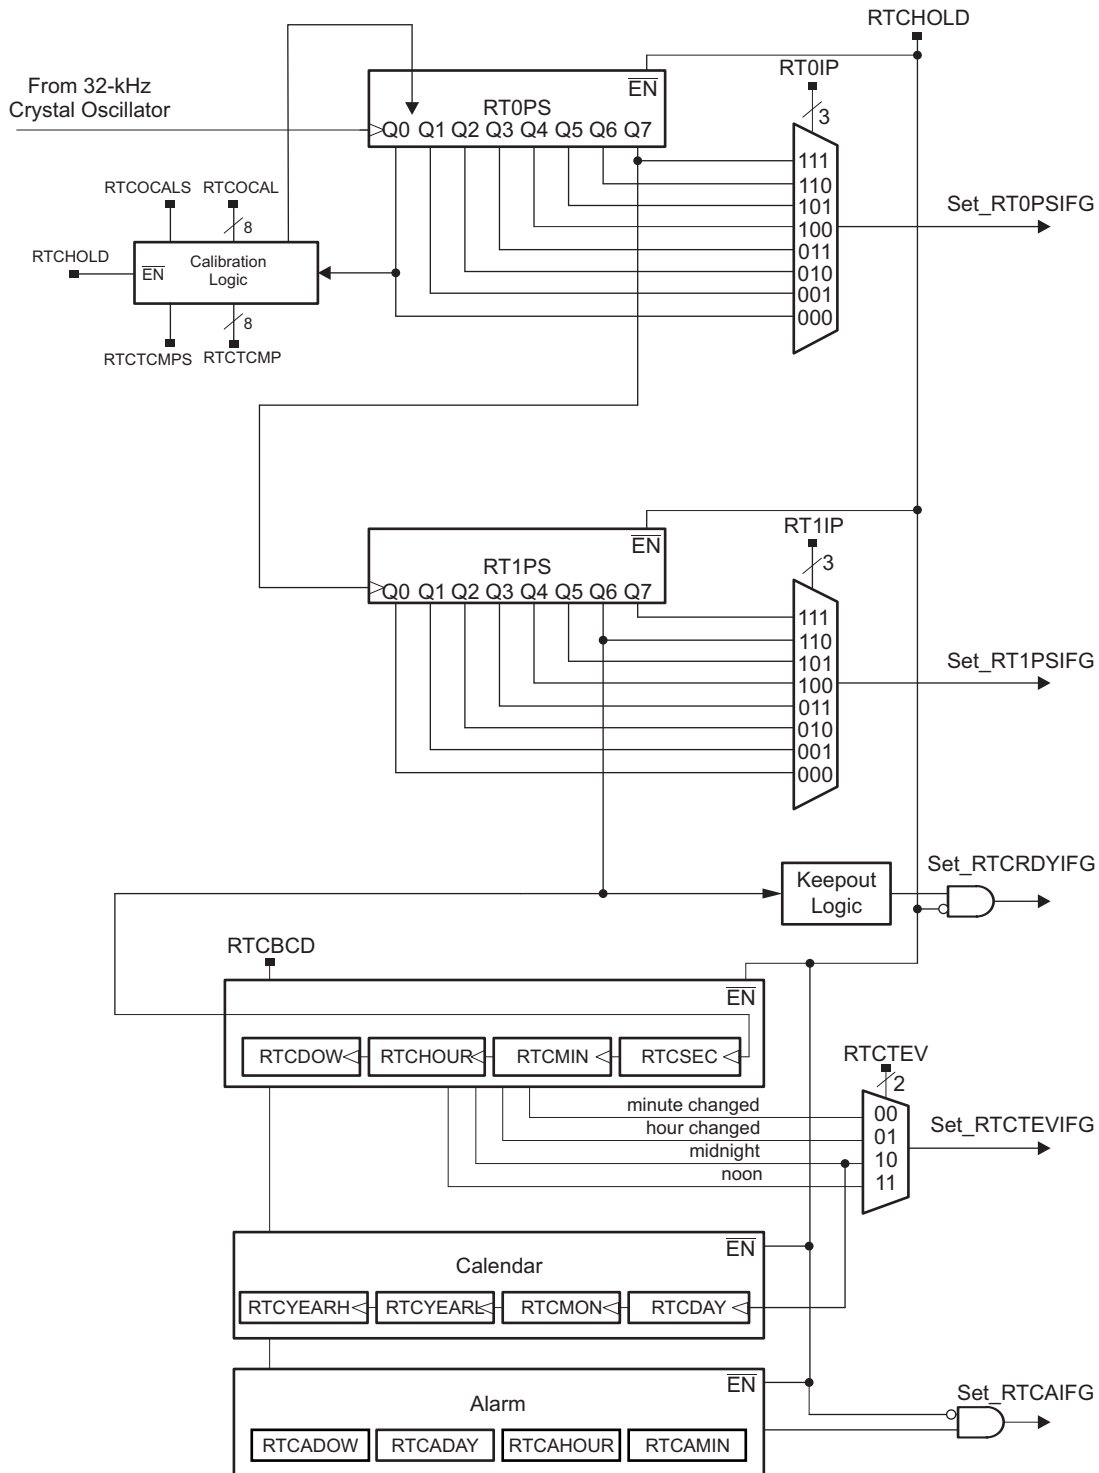 RTCHOLD
RT0IP
3
From 32-kHz
Crystal Oscillator
EN
RT0PS
Q0 Q1 Q2 Q3 Q4 Q5 Q6 Q7
111
110
101
100
011
010
001
000
Set_RT0PSIFG
RTCOCALS
RTCOCAL
8
RTCHOLD
EN
Calibration
Logic
8
RTCTCMPS
RTCTCMP
RT1IP
3
EN
RT1PS
Q0 Q1 Q2 Q3 Q4 Q5 Q6 Q7
111
110
101
100
011
010
001
000
Set_RT1PSIFG
Keepout
Logic
Set_RTCRDYIFG
RTCBCD
EN
RTCDOW
RTCHOUR
RTCMIN
RTCSEC
RTCTEV
2
minute changed
hour changed
midnight
noon
00
01
10
11
Set_RTCTEVIFG
EN
Calendar
RTCYEARH
RTCYEARL
RTCMON
RTCDAY
EN
Alarm
RTCADOW
RTCADAY
RTCAHOUR
RTCAMIN
Set_RTCAIFG